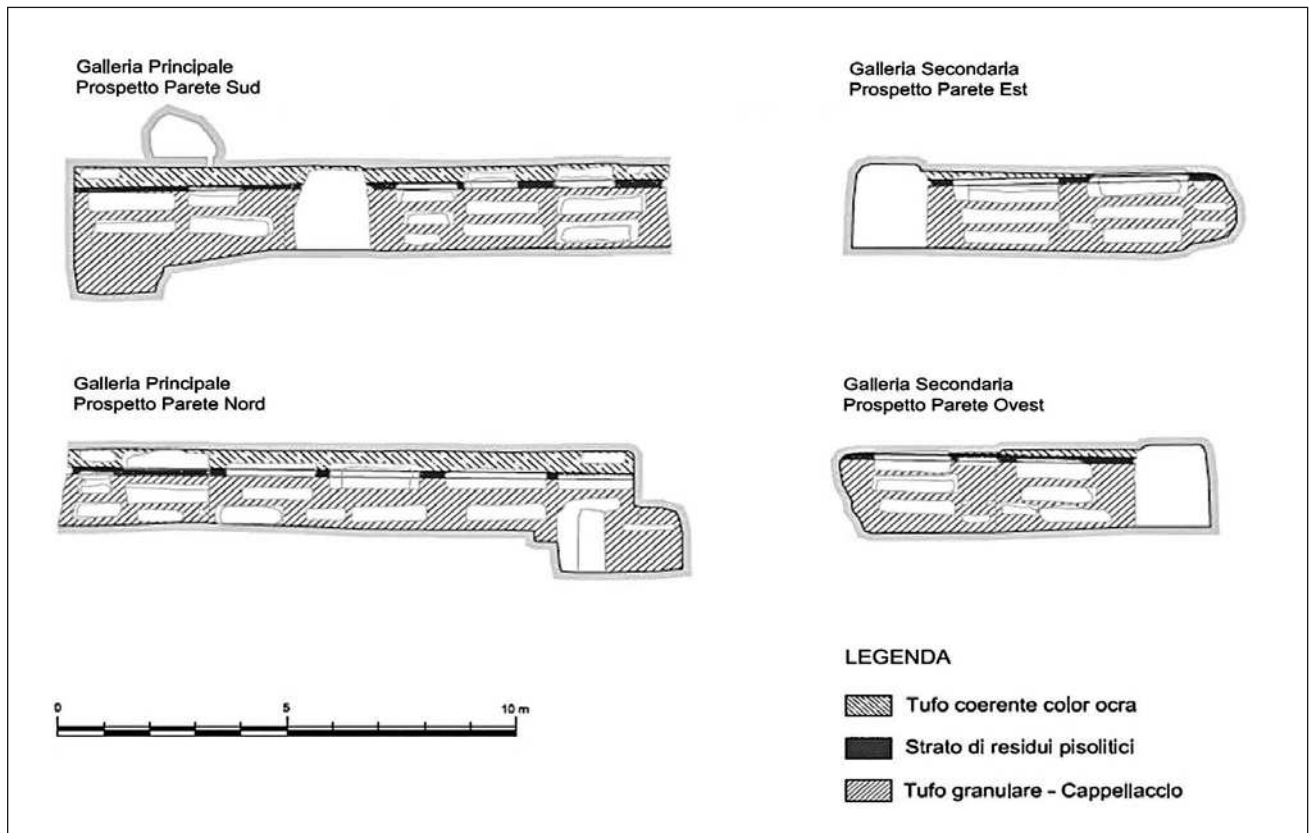 Galleria Principale
Prospetto Parete Sud
Galleria Secondaria
Prospetto Parete Est
Galleria Principale
Prospetto Parete Nord
Galleria Secondaria
Prospetto Parete Ovest
0 5 10 m
LEGENDA
Tufo coerente color ocra
Strato di residui pisolitici
Tufo granulare - Cappellaccio